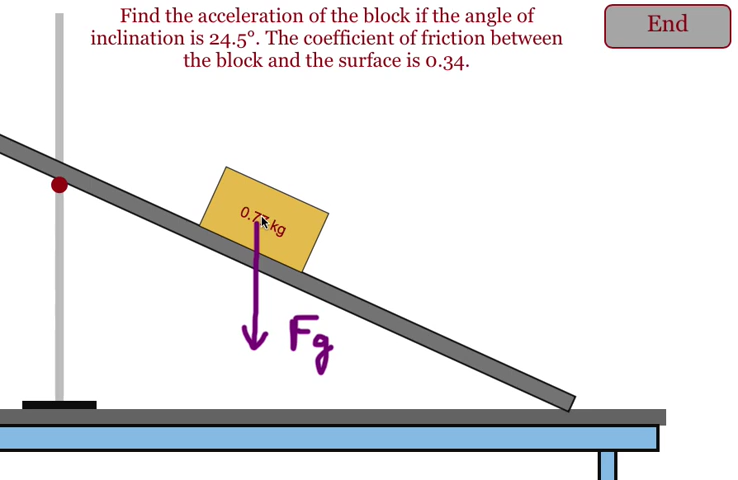 Find the acceleration of the block if the angle of
inclination is 24.5°. The coefficient of friction between
the block and the surface is 0.34.
End
kg
Fg